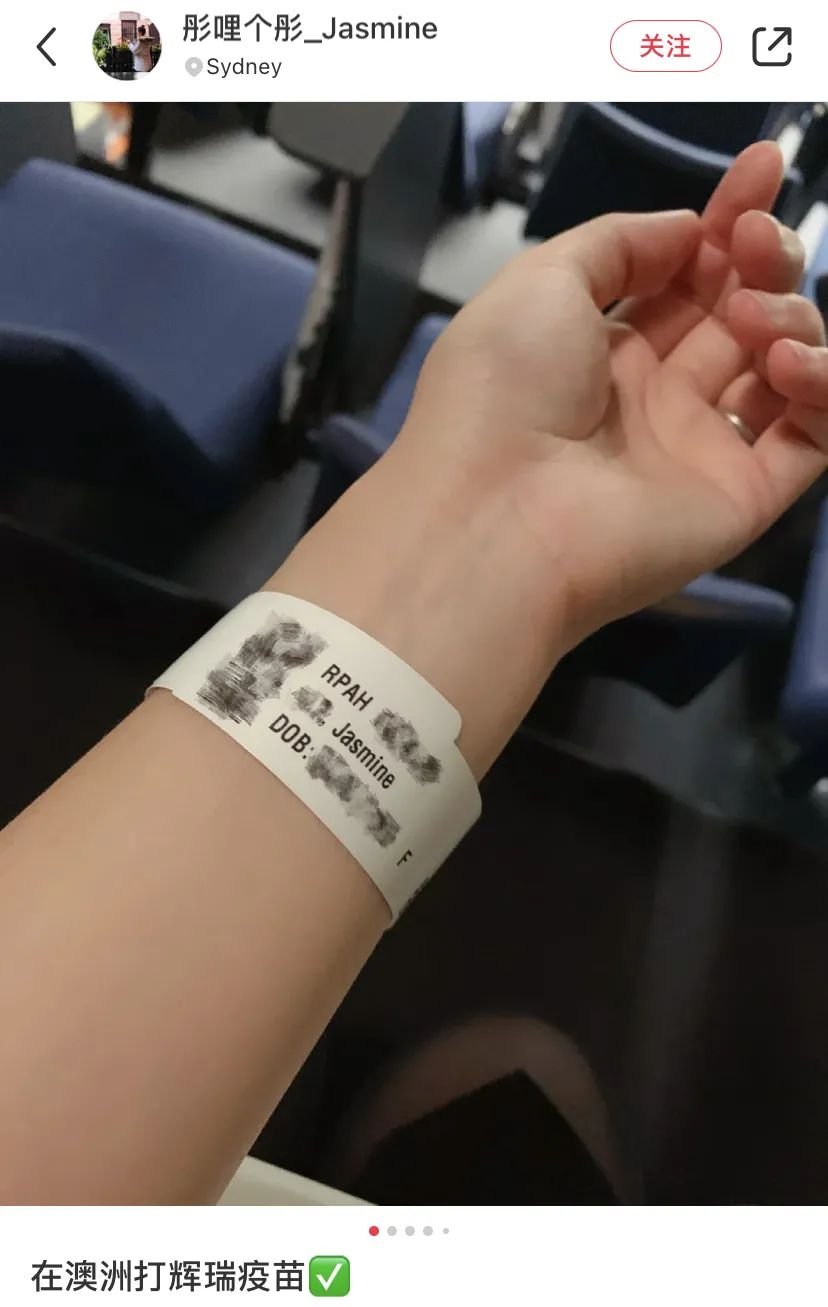 彤哩个彤_Jasmine
Sydney
关注
RPAH
, Jasmine
DOB:
F
在澳洲打辉瑞疫苗✅